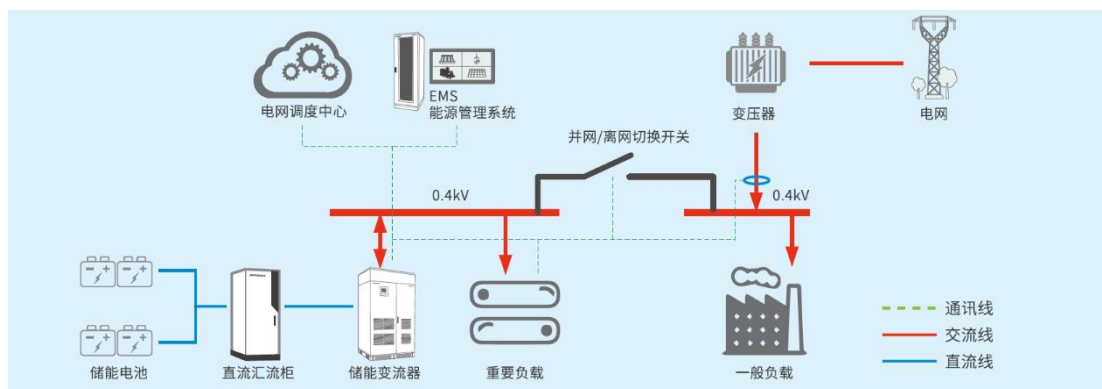 EMS
能源管理系统
电网调度中心
变压器
电网
并网/离网切换开关
0.4kV
0.4kV
储能电池
直流汇流柜
储能变流器
重要负载
一般负载
通讯线
交流线
直流线